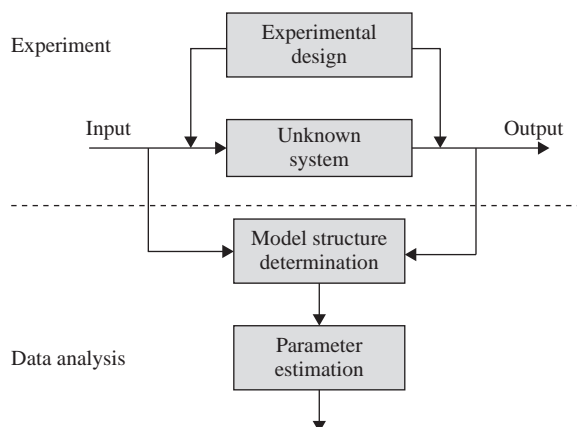 Experiment
Experimental
design
Input
Unknown
system
Output
Model structure
determination
Data analysis
Parameter
estimation